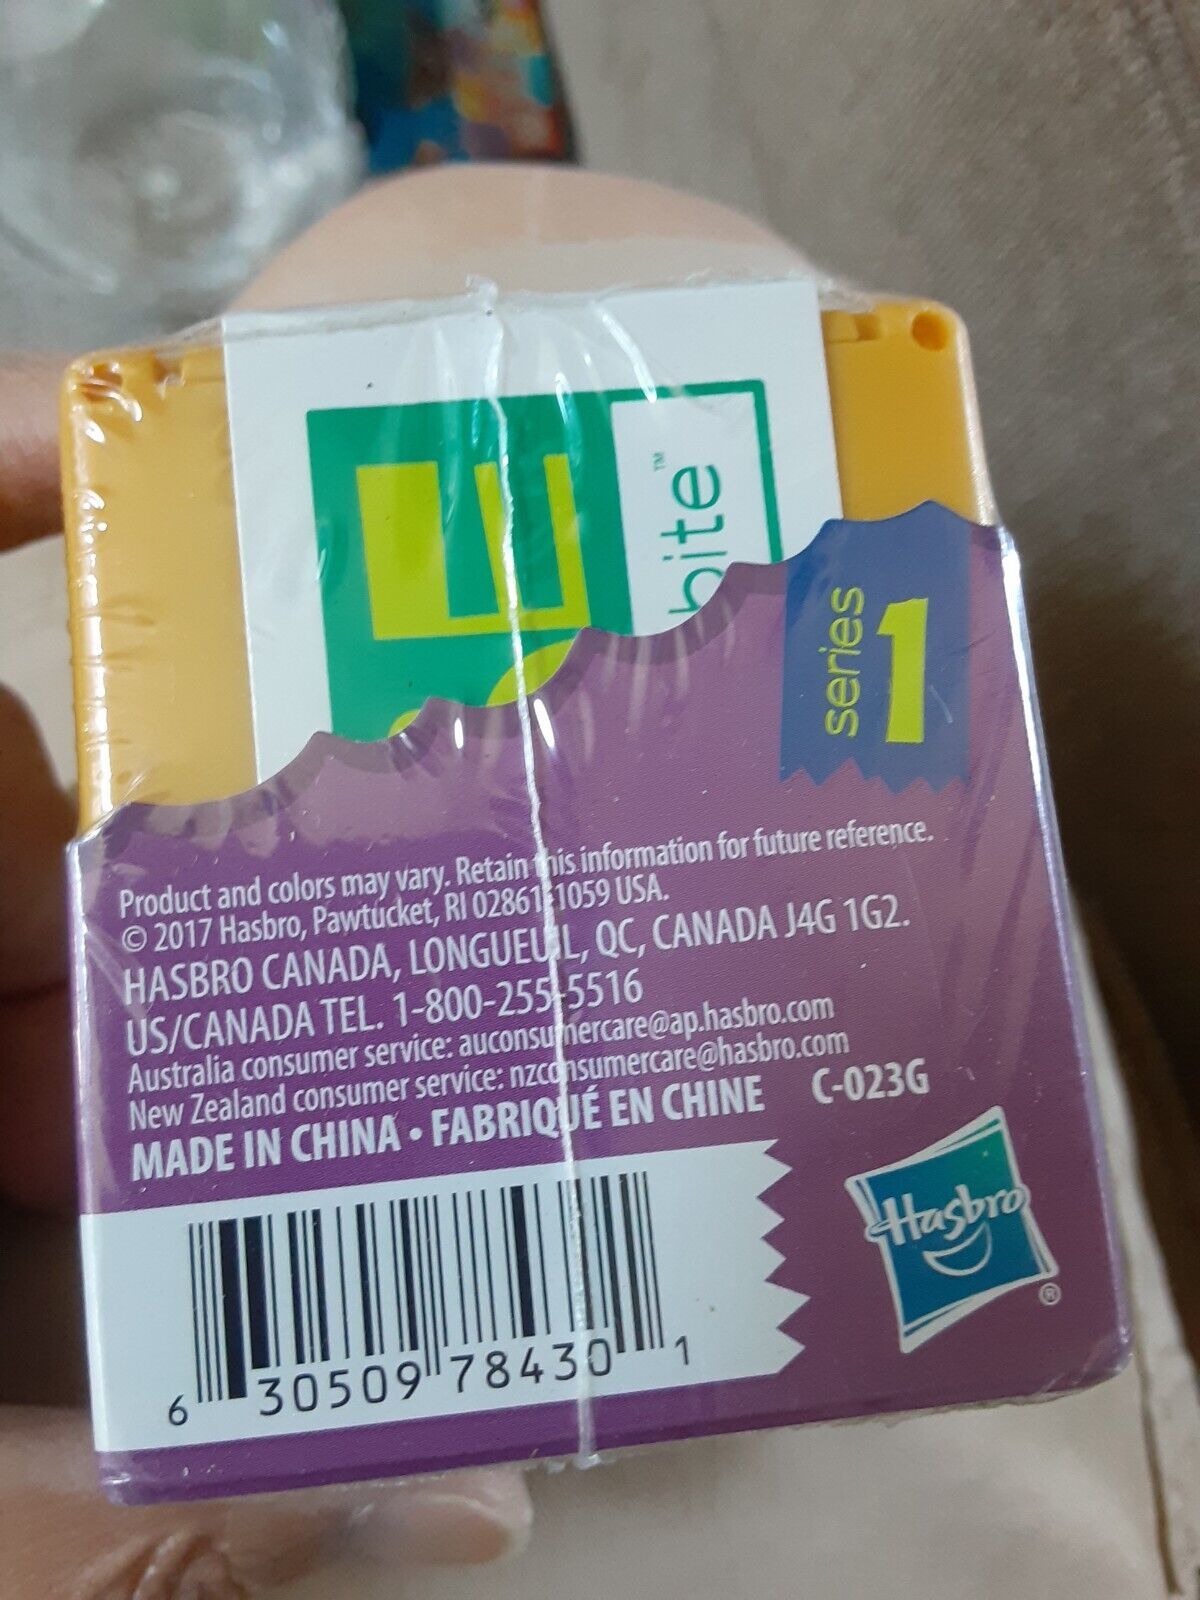 bite™
series 1
Product and colors may vary. Retain this information for future reference.
© 2017 Hasbro, Pawtucket, RI 02861-1059 USA.
HASBRO CANADA, LONGUEUIL, QC, CANADA J4G 1G2.
US/CANADA TEL. 1-800-255-5516
Australia consumer service: auconsumercare@ap.hasbro.com
New Zealand consumer service: nzconsumercare@hasbro.com
MADE IN CHINA • FABRIQUÉ EN CHINE C-023G
Hasbro®
6 30509 78430 1